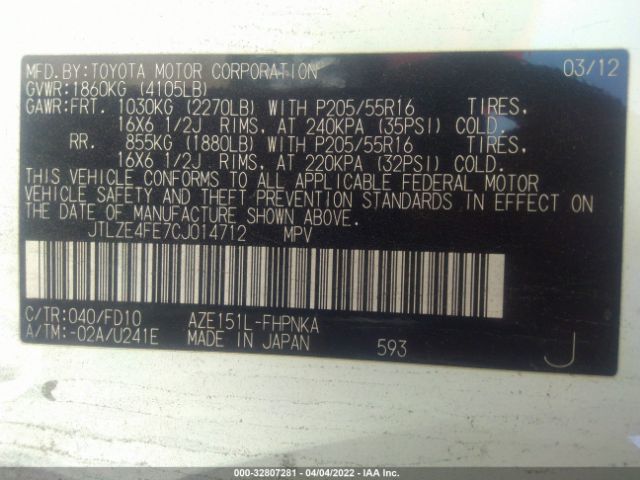 MFD.BY:TOYOTA MOTOR CORPORATION 03/12
GVWR:1860KG (4105LB)
GAWR:FRT. 1030KG (2270LB) WITH P205/55R16 TIRES,
16X6 1/2J RIMS, AT 240KPA (35PSI) COLD.
RR. 855KG (1880LB) WITH P205/55R16 TIRES,
16X6 1/2J RIMS, AT 220KPA (32PSI) COLD.
THIS VEHICLE CONFORMS TO ALL APPLICABLE FEDERAL MOTOR
VEHICLE SAFETY AND THEFT PREVENTION STANDARDS IN EFFECT ON
THE DATE OF MANUFACTURE SHOWN ABOVE.
JTLZE4FE7CJ014712 MPV
C/TR:040/FD10 AZE151L-FHPNKA
A/TM:-02A/U241E MADE IN JAPAN 593 J
000-32807281 - 04/04/2022 - IAA Inc.